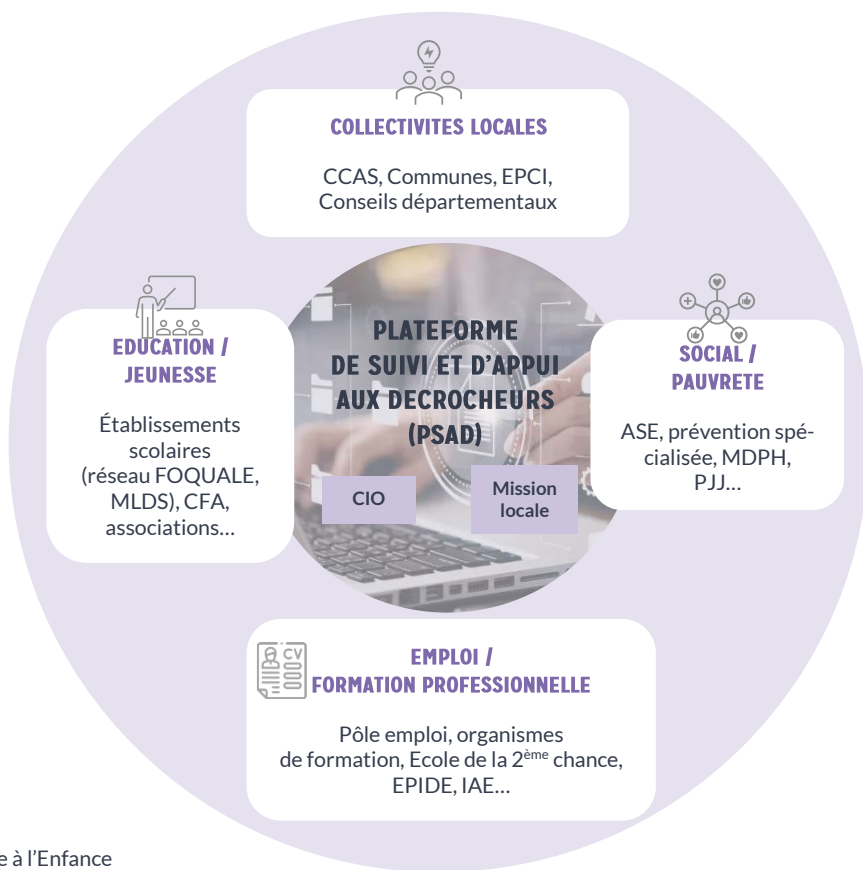 COLLECTIVITES LOCALES
CCAS, Communes, EPCI,
Conseils départementaux
EDUCATION /
JEUNESSE
Établissements
scolaires
(réseau FOQUALE,
MLDS), CFA,
associations…
PLATEFORME
DE SUIVI ET D'APPUI
AUX DECROCHEURS
(PSAD)
CIO
Mission
locale
SOCIAL /
PAUVRETE
ASE, prévention spé-
cialisée, MDPH,
PJJ…
CV
EMPLOI /
FORMATION PROFESSIONNELLE
Pôle emploi, organismes
de formation, Ecole de la 2ème chance,
EPIDE, IAE…
e à l'Enfance